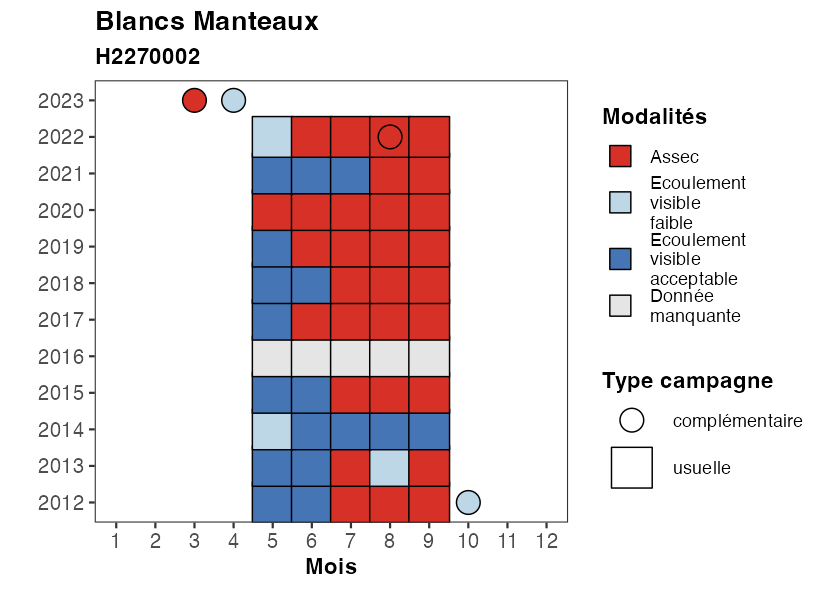 Blancs Manteaux
H2270002
2023
2022
2021
2020
2019
2018
2017
2016
2015
2014
2013
2012
1 2 3 4 5 6 7 8 9 10 11 12
Mois
Modalités
Assec
Ecoulement
visible
faible
Ecoulement
visible
acceptable
Donnée
manquante
Type campagne
complémentaire
usuelle